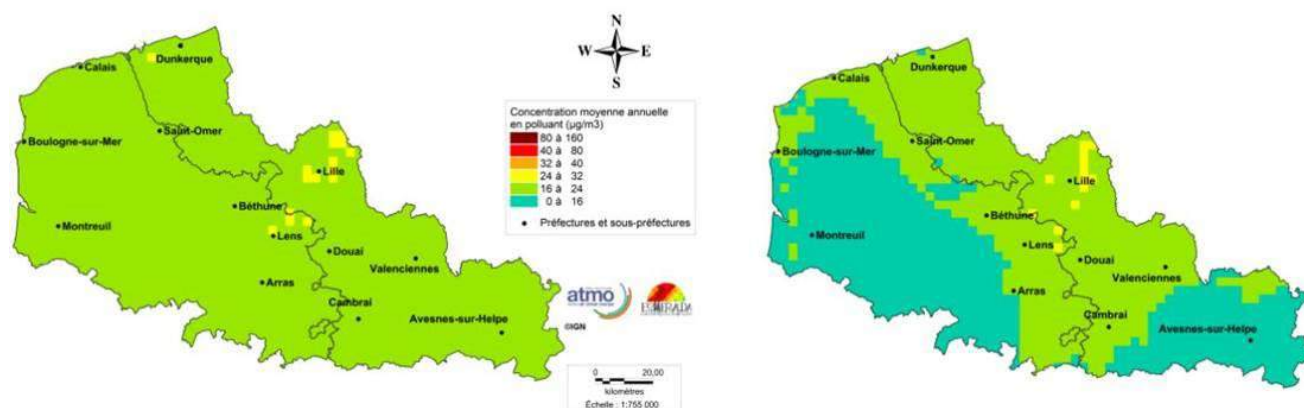 N
W E
S
Dunkerque
Calais
Saint-Omer
Boulogne-sur-Mer
Lille
Béthune
Montreuil
Lens
Douai
Valenciennes
Arras
Cambrai
Avesnes-sur-Helpe
Concentration moyenne annuelle
en polluant (µg/m3)
80 à 160
40 à 80
32 à 40
24 à 32
16 à 24
0 à 16
Préfectures et sous-préfectures
atmo
©IGN
0 20,00
kilomètres
Échelle : 1:755 000
Dunkerque
Calais
Saint-Omer
Boulogne-sur-Mer
Lille
Béthune
Montreuil
Lens
Douai
Valenciennes
Arras
Cambrai
Avesnes-sur-Helpe